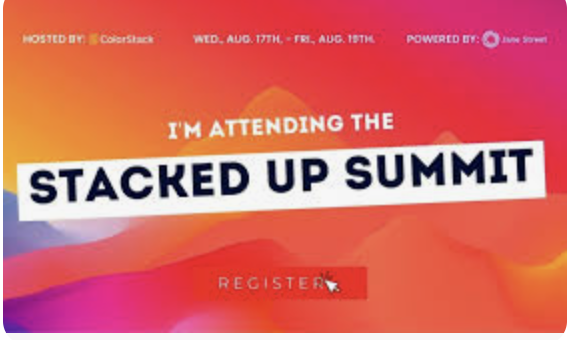 HOSTED BY: ColorStack WED., AUG. 17TH, - FRI., AUG. 19TH. POWERED BY: Jane Street
I'M ATTENDING THE
STACKED UP SUMMIT
REGISTER